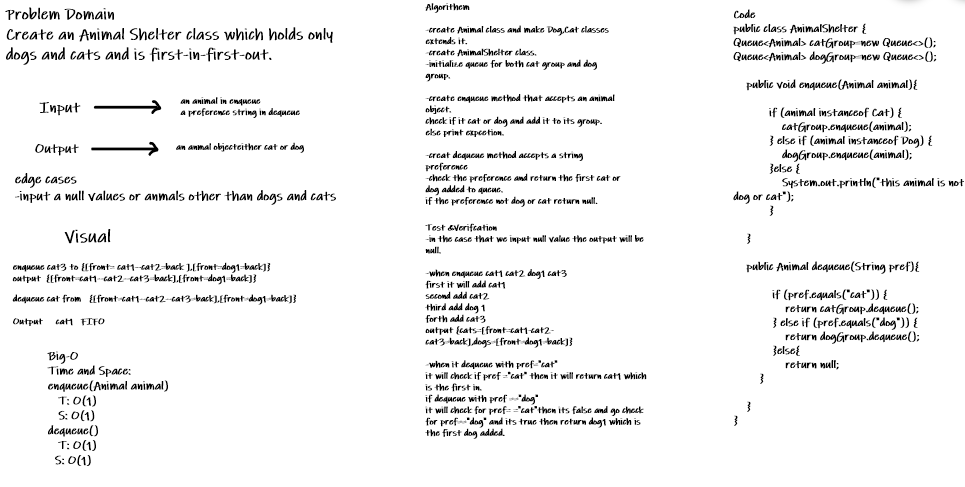 Problem Domain
Create an Animal Shelter class which holds only
dogs and cats and is first-in-first-out.
Input
an animal in enqueue
a preference string in dequeue
Output
an anmal objecteither cat or dog
edge cases
-input a null values or anmals other than dogs and cats
Visual
enqueue cat3 to {[front= cat1--cat2=back ],[front=dog1=back]}
output {[front=cat1--cat2--cat3=back],[front=dog1=back]}
dequeue cat from {[front=cat1--cat2--cat3=back],[front=dog1=back]}
Output cat1 FIFO
Big-O
Time and Space:
enqueue(Animal animal)
T: O(1)
S: O(1)
dequeue()
T: O(1)
S: O(1)
Algorithem
-create Animal class and make Dog,Cat classes
extends it.
-create AnimalShelter class.
-initialize queue for both cat group and dog
group.
-create enqueue method that accepts an animal
object.
check if it cat or dog and add it to its group.
else print expcetion.
-creat dequeue method accepts a string
preference
-check the preference and return the first cat or
dog added to queue.
if the preference not dog or cat return null.
Test &Verifcation
-in the case that we input null value the output will be
null.
-when enqueue cat1 cat2 dog1 cat3
first it will add cat1
second add cat2
third add dog 1
forth add cat3
output {cats=[front=cat1-cat2-
cat3=back],dogs=[front=dog1=back]}
-when it dequeue with pref="cat"
it will check if pref ="cat" then it will return cat1 which
is the first in.
if dequeue with pref =="dog"
it will check for pref= ="cat"then its false and go check
for pref=="dog" and its true then return dog1 which is
the first dog added.
Code
public class AnimalShelter {
Queue<Animal> catGroup=new Queue<>();
Queue<Animal> dogGroup=new Queue<>();
public void enqueue(Animal animal){
if (animal instanceof Cat) {
catGroup.enqueue(animal);
} else if (animal instanceof Dog) {
dogGroup.enqueue(animal);
}else {
System.out.println("this animal is not
dog or cat");
}
}
public Animal dequeue(String pref){
if (pref.equals("cat")) {
return catGroup.dequeue();
} else if (pref.equals("dog")) {
return dogGroup.dequeue();
}else{
return null;
}
}
}